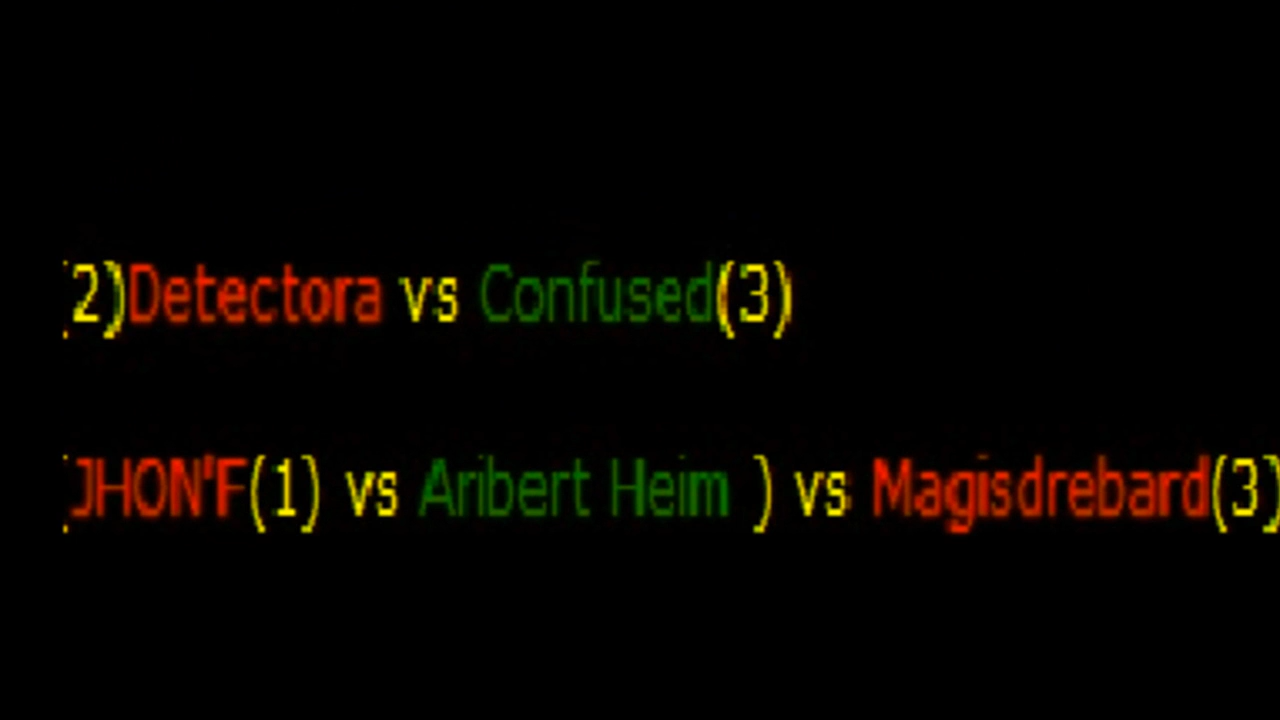 (2)Detectora vs Confused(3)
(JHON'F(1) vs Aribert Heim ) vs Magisdrebard(3)